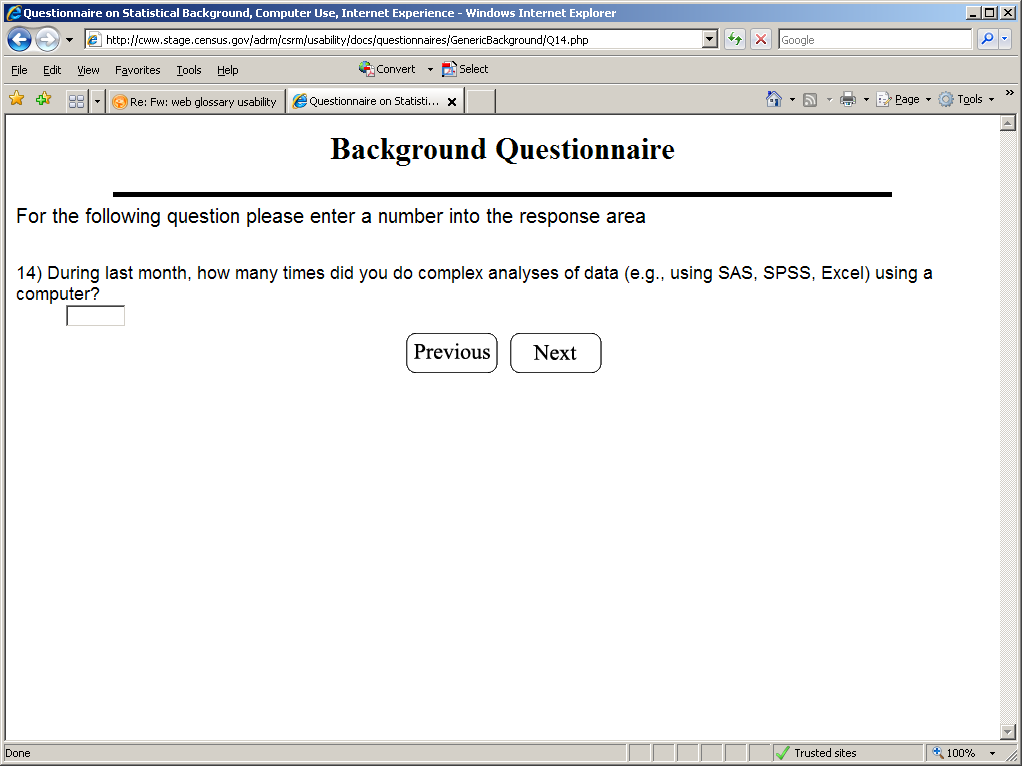 Questionnaire on Statistical Background, Computer Use, Internet Experience - Windows Internet Explorer
http://cww.stage.census.gov/adrm/csrm/usability/docs/questionnaires/GenericBackground/Q14.php
Google
File Edit View Favorites Tools Help Convert Select
Re: Fw: web glossary usability Questionnaire on Statisti... Page Tools »
Background Questionnaire
For the following question please enter a number into the response area
14) During last month, how many times did you do complex analyses of data (e.g., using SAS, SPSS, Excel) using a
computer?
Previous Next
Done Trusted sites 100%